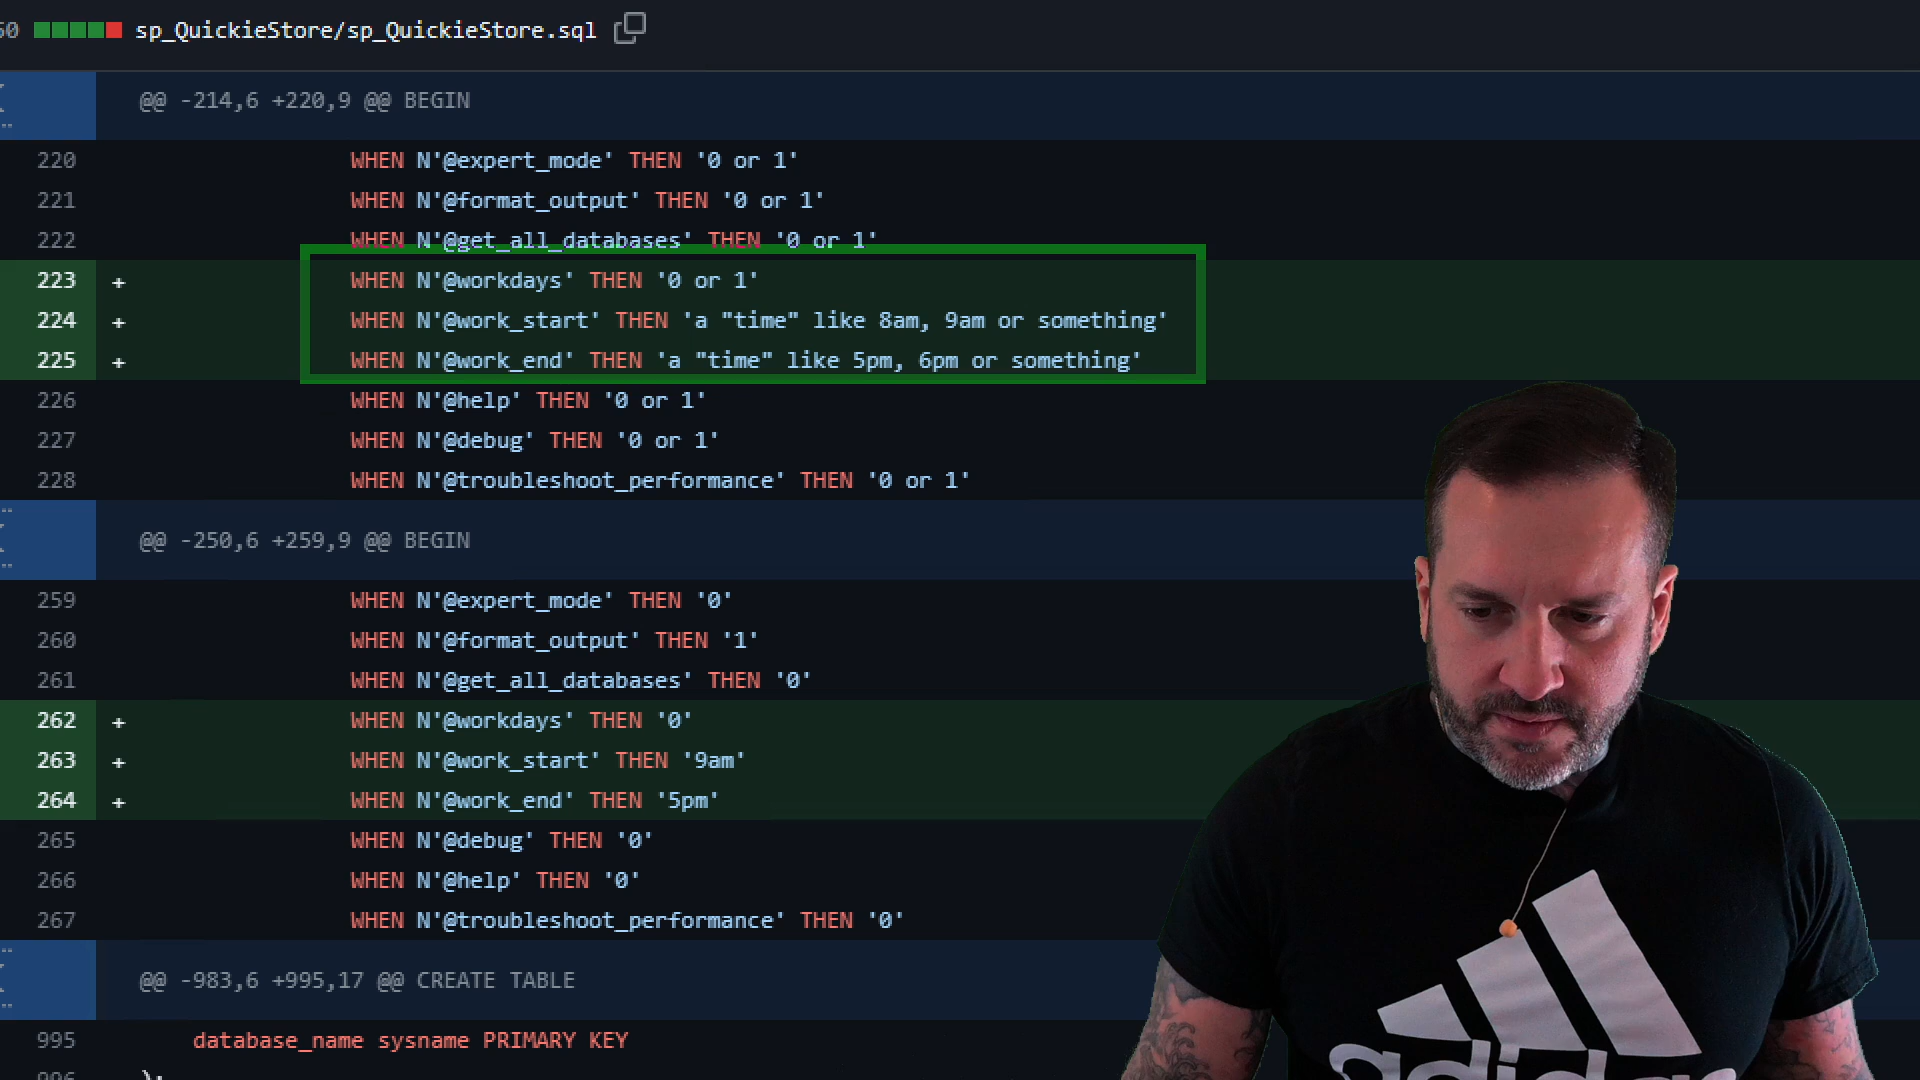 60 sp_QuickieStore/sp_QuickieStore.sql
@@ -214,6 +220,9 @@ BEGIN
220 WHEN N'@expert_mode' THEN '0 or 1'
221 WHEN N'@format_output' THEN '0 or 1'
222 WHEN N'@get_all_databases' THEN '0 or 1'
223 + WHEN N'@workdays' THEN '0 or 1'
224 + WHEN N'@work_start' THEN 'a "time" like 8am, 9am or something'
225 + WHEN N'@work_end' THEN 'a "time" like 5pm, 6pm or something'
226 WHEN N'@help' THEN '0 or 1'
227 WHEN N'@debug' THEN '0 or 1'
228 WHEN N'@troubleshoot_performance' THEN '0 or 1'
@@ -250,6 +259,9 @@ BEGIN
259 WHEN N'@expert_mode' THEN '0'
260 WHEN N'@format_output' THEN '1'
261 WHEN N'@get_all_databases' THEN '0'
262 + WHEN N'@workdays' THEN '0'
263 + WHEN N'@work_start' THEN '9am'
264 + WHEN N'@work_end' THEN '5pm'
265 WHEN N'@debug' THEN '0'
266 WHEN N'@help' THEN '0'
267 WHEN N'@troubleshoot_performance' THEN '0'
@@ -983,6 +995,17 @@ CREATE TABLE
995 database_name sysname PRIMARY KEY
996 );
adidas